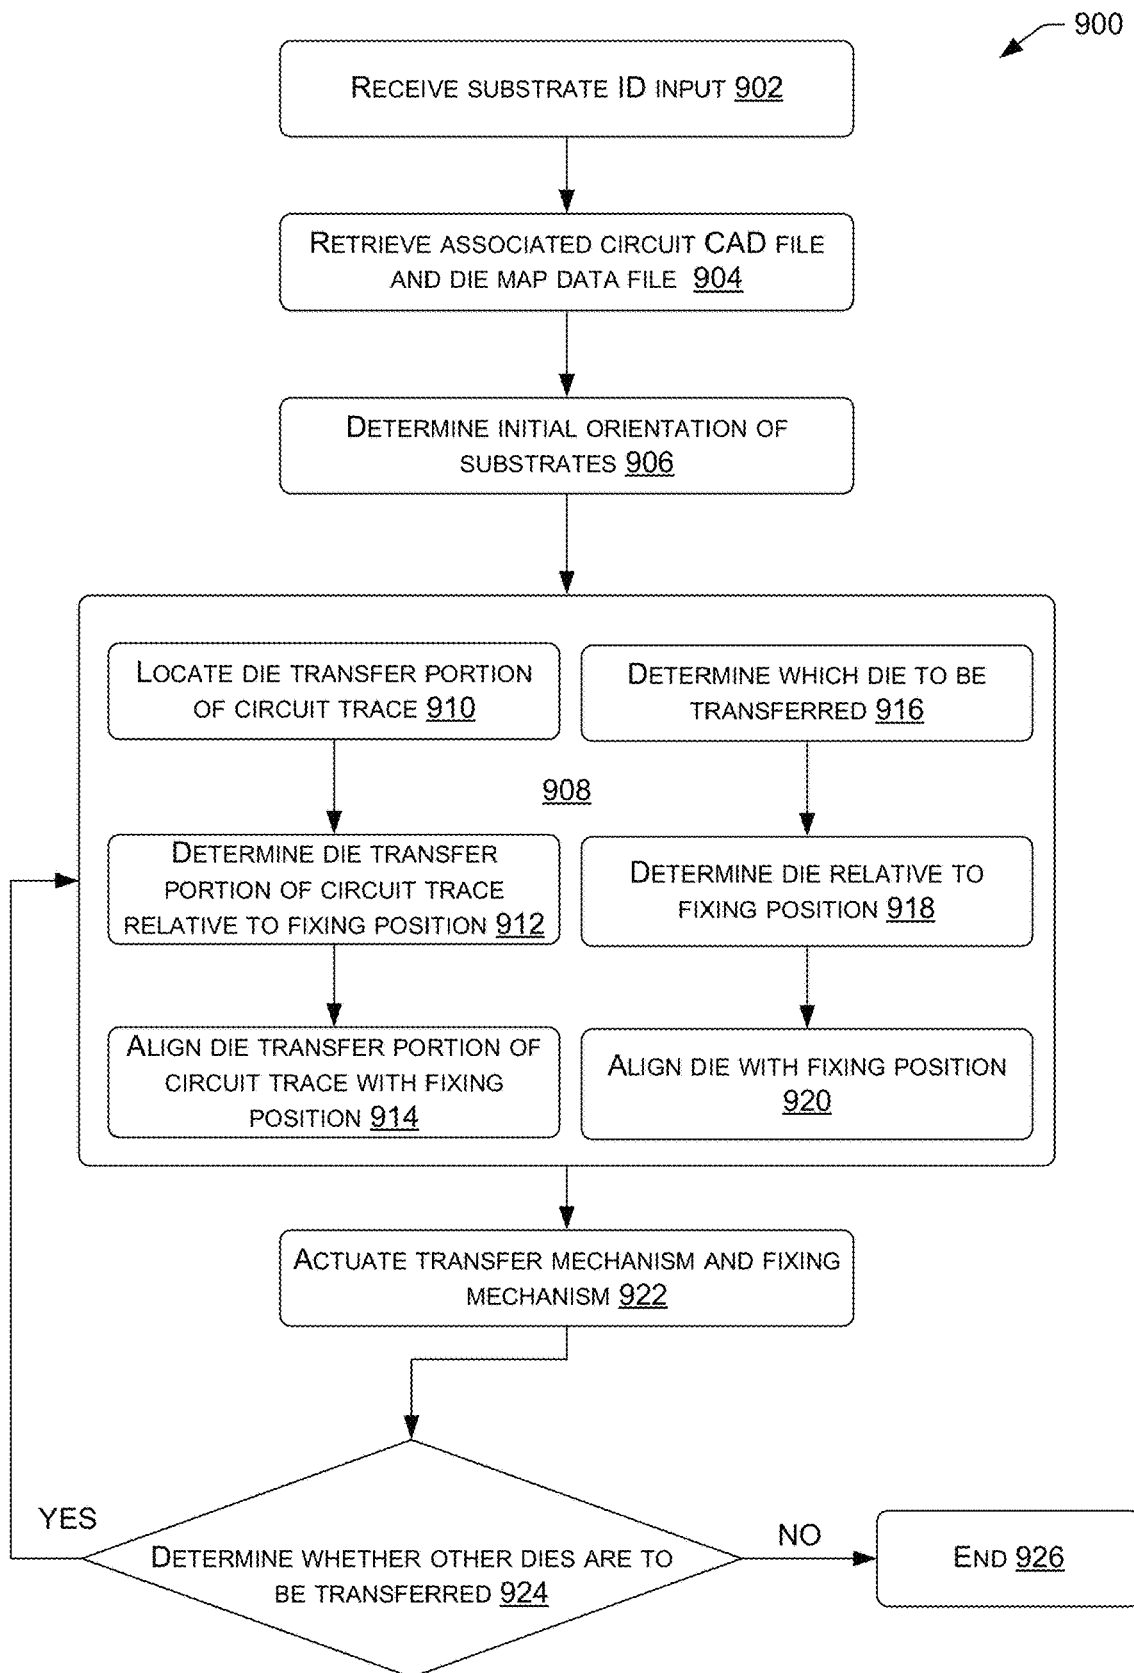 900
RECEIVE SUBSTRATE ID INPUT 902
RETRIEVE ASSOCIATED CIRCUIT CAD FILE
AND DIE MAP DATA FILE 904
DETERMINE INITIAL ORIENTATION OF
SUBSTRATES 906
LOCATE DIE TRANSFER PORTION
OF CIRCUIT TRACE 910
DETERMINE WHICH DIE TO BE
TRANSFERRED 916
908
DETERMINE DIE TRANSFER
PORTION OF CIRCUIT TRACE
RELATIVE TO FIXING POSITION 912
DETERMINE DIE RELATIVE TO
FIXING POSITION 918
ALIGN DIE TRANSFER PORTION OF
CIRCUIT TRACE WITH FIXING
POSITION 914
ALIGN DIE WITH FIXING POSITION
920
ACTUATE TRANSFER MECHANISM AND FIXING
MECHANISM 922
YES
DETERMINE WHETHER OTHER DIES ARE TO
BE TRANSFERRED 924
NO
END 926